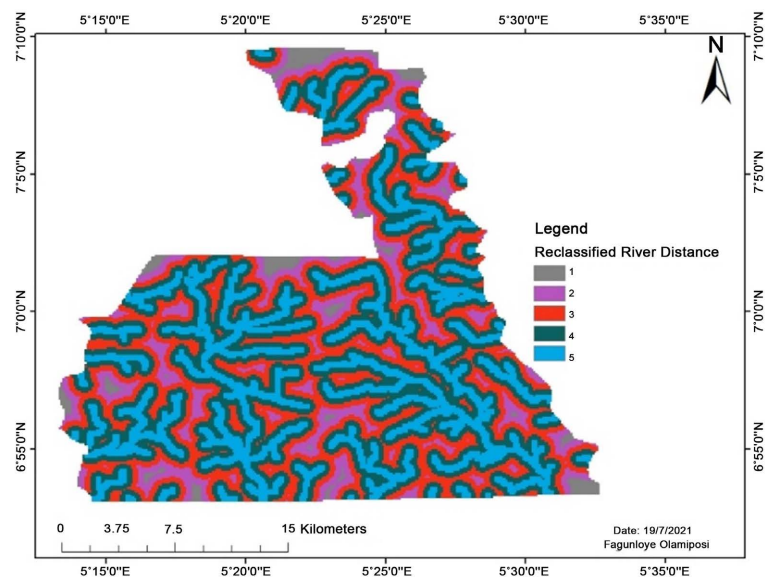 5°15'0"E 5°20'0"E 5°25'0"E 5°30'0"E 5°35'0"E
7°10'0"N 7°10'0"N
N
7°5'0"N 7°5'0"N
Legend
Reclassified River Distance
1
2
3
4
5
7°0'0"N 7°0'0"N
6°55'0"N 6°55'0"N
0 3.75 7.5 15 Kilometers
Date: 19/7/2021
Fagunloye Olamiposi
5°15'0"E 5°20'0"E 5°25'0"E 5°30'0"E 5°35'0"E